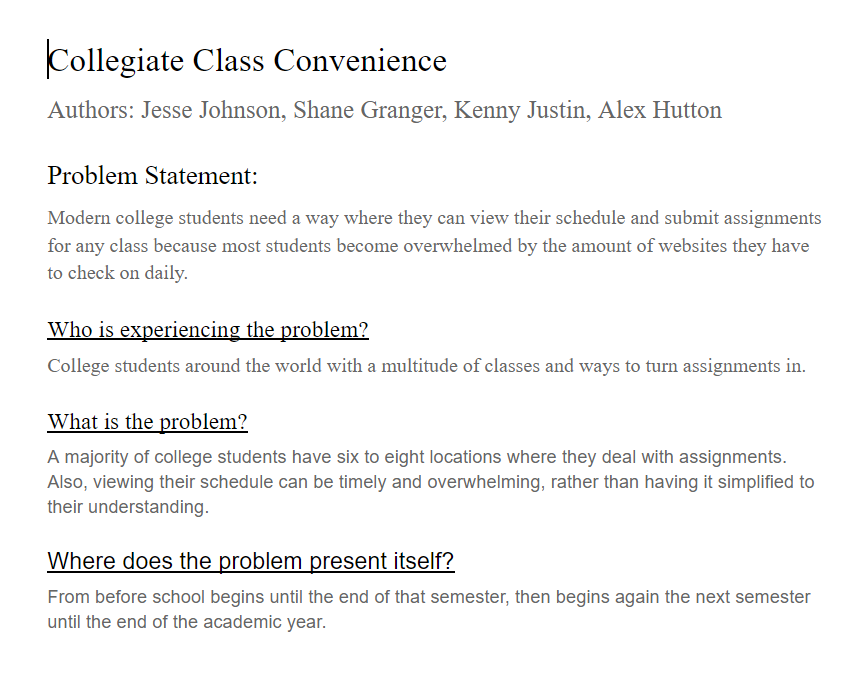 Collegiate Class Convenience
Authors: Jesse Johnson, Shane Granger, Kenny Justin, Alex Hutton
Problem Statement:
Modern college students need a way where they can view their schedule and submit assignments
for any class because most students become overwhelmed by the amount of websites they have
to check on daily.
Who is experiencing the problem?
College students around the world with a multitude of classes and ways to turn assignments in.
What is the problem?
A majority of college students have six to eight locations where they deal with assignments.
Also, viewing their schedule can be timely and overwhelming, rather than having it simplified to
their understanding.
Where does the problem present itself?
From before school begins until the end of that semester, then begins again the next semester
until the end of the academic year.